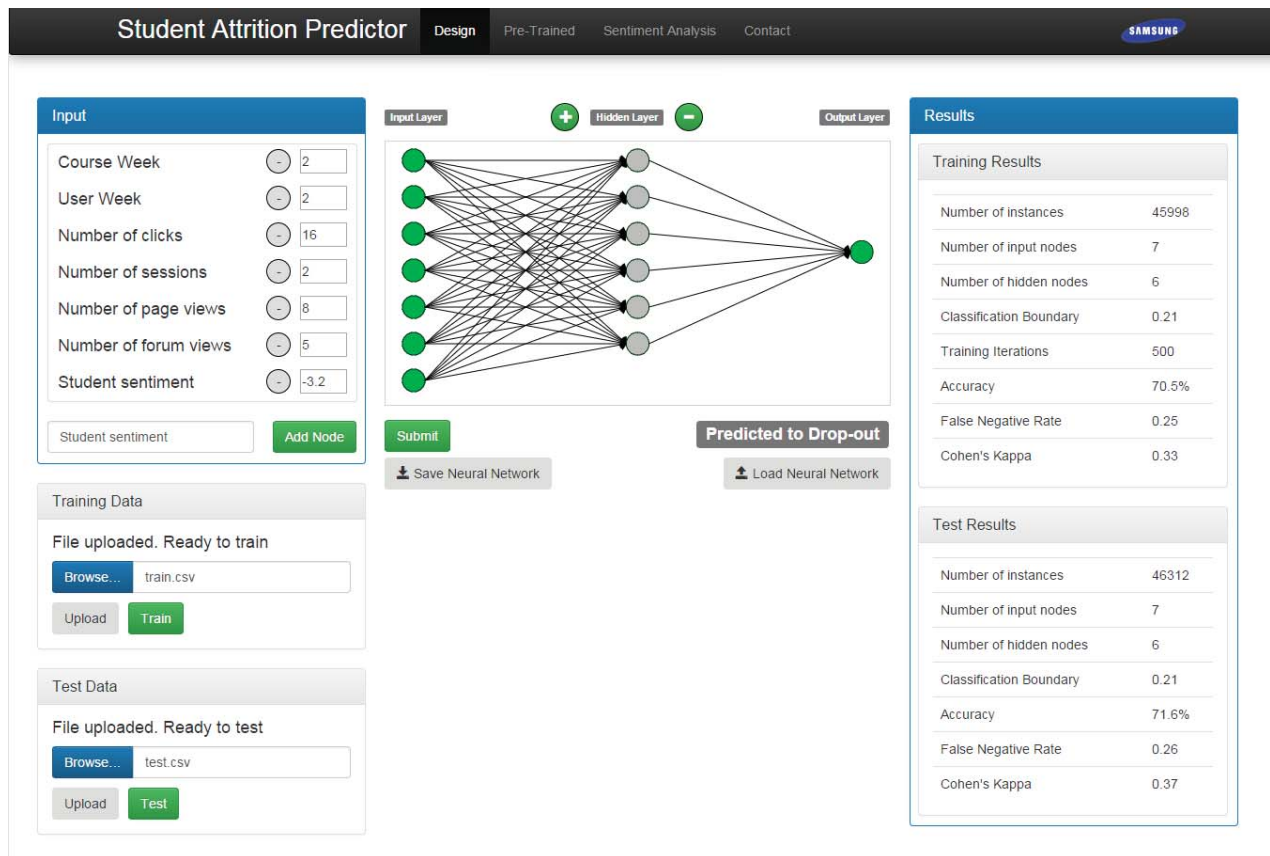 Student Attrition Predictor Design Pre-Trained Sentiment Analysis Contact SAMSUNG
Input
Course Week - 2
User Week - 2
Number of clicks - 16
Number of sessions - 2
Number of page views - 8
Number of forum views - 5
Student sentiment - -3.2
Student sentiment Add Node
Training Data
File uploaded. Ready to train
Browse... train.csv
Upload Train
Test Data
File uploaded. Ready to test
Browse... test.csv
Upload Test
Input Layer + Hidden Layer - Output Layer
Submit Predicted to Drop-out
Save Neural Network Load Neural Network
Results
Training Results
Number of instances 45998
Number of input nodes 7
Number of hidden nodes 6
Classification Boundary 0.21
Training Iterations 500
Accuracy 70.5%
False Negative Rate 0.25
Cohen's Kappa 0.33
Test Results
Number of instances 46312
Number of input nodes 7
Number of hidden nodes 6
Classification Boundary 0.21
Accuracy 71.6%
False Negative Rate 0.26
Cohen's Kappa 0.37